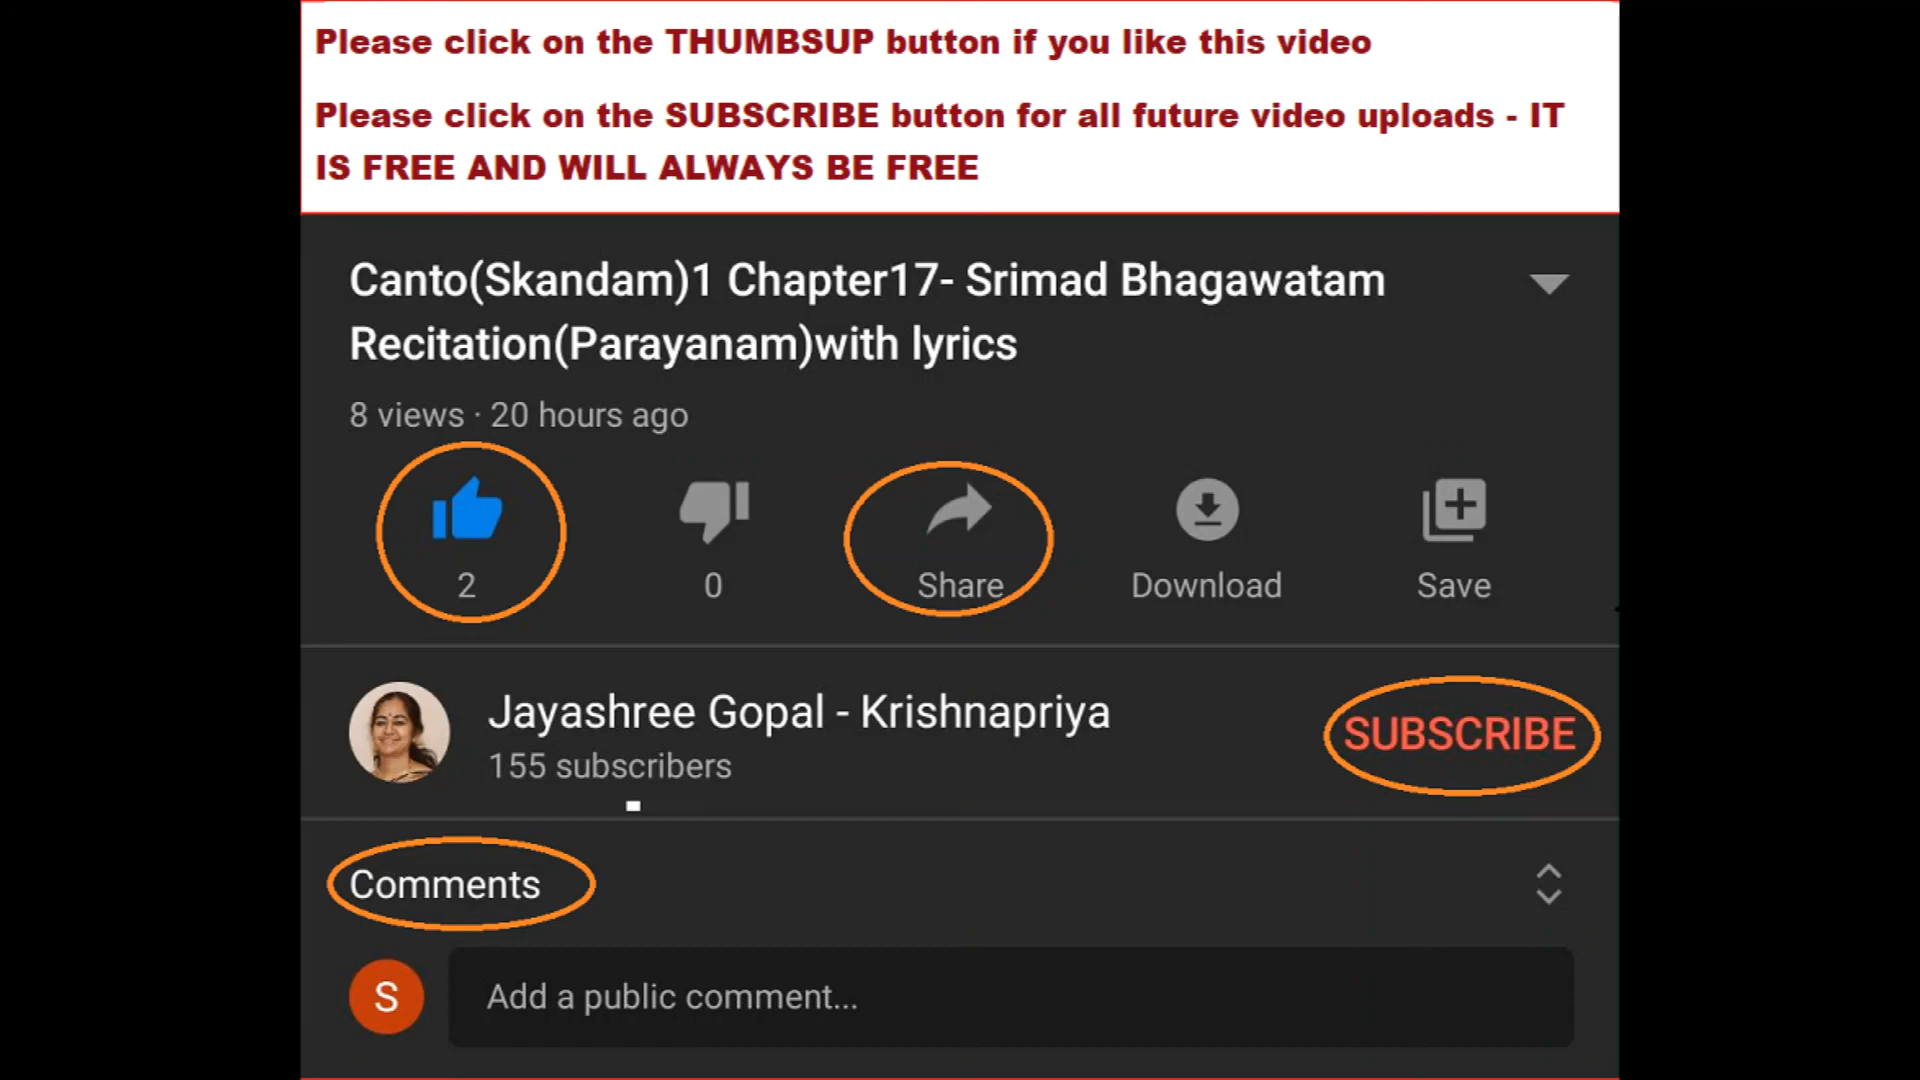 Please click on the THUMBSUP button if you like this video
Please click on the SUBSCRIBE button for all future video uploads - IT
IS FREE AND WILL ALWAYS BE FREE
Canto(Skandam)1 Chapter17- Srimad Bhagawatam
Recitation(Parayanam)with lyrics
8 views · 20 hours ago
2 0 Share Download Save
Jayashree Gopal - Krishnapriya
155 subscribers
SUBSCRIBE
Comments
S
Add a public comment...